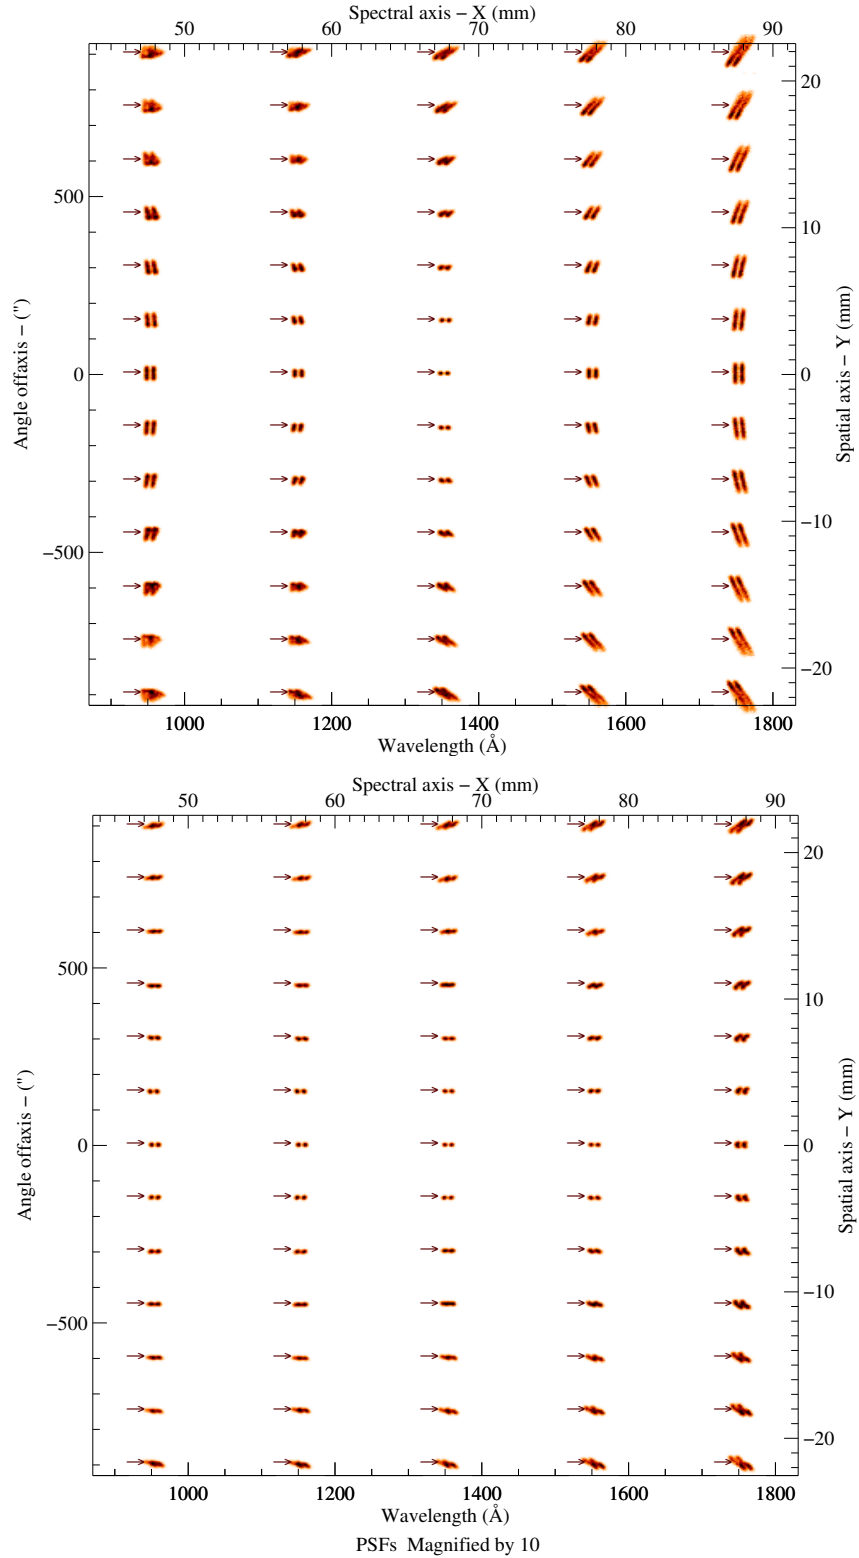 Spectral axis − X (mm)
50 60 70 80 90
20
500
10
Angle offaxis − (")
0 0
Spatial axis − Y (mm)
−10
−500
−20
1000 1200 1400 1600 1800
Wavelength (Å)
Spectral axis − X (mm)
50 60 70 80 90
20
500
10
Angle offaxis − (")
0 0
Spatial axis − Y (mm)
−10
−500
−20
1000 1200 1400 1600 1800
Wavelength (Å)
PSFs Magnified by 10